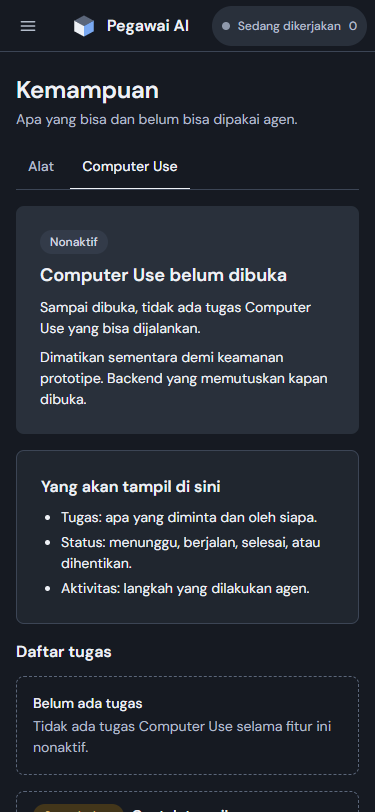 Pegawai AI
Sedang dikerjakan 0
Kemampuan
Apa yang bisa dan belum bisa dipakai agen.
Alat
Computer Use
Nonaktif
Computer Use belum dibuka
Sampai dibuka, tidak ada tugas Computer
Use yang bisa dijalankan.
Dimatikan sementara demi keamanan
prototipe. Backend yang memutuskan kapan
dibuka.
Yang akan tampil di sini
• Tugas: apa yang diminta dan oleh siapa.
• Status: menunggu, berjalan, selesai, atau
dihentikan.
• Aktivitas: langkah yang dilakukan agen.
Daftar tugas
Belum ada tugas
Tidak ada tugas Computer Use selama fitur ini
nonaktif.